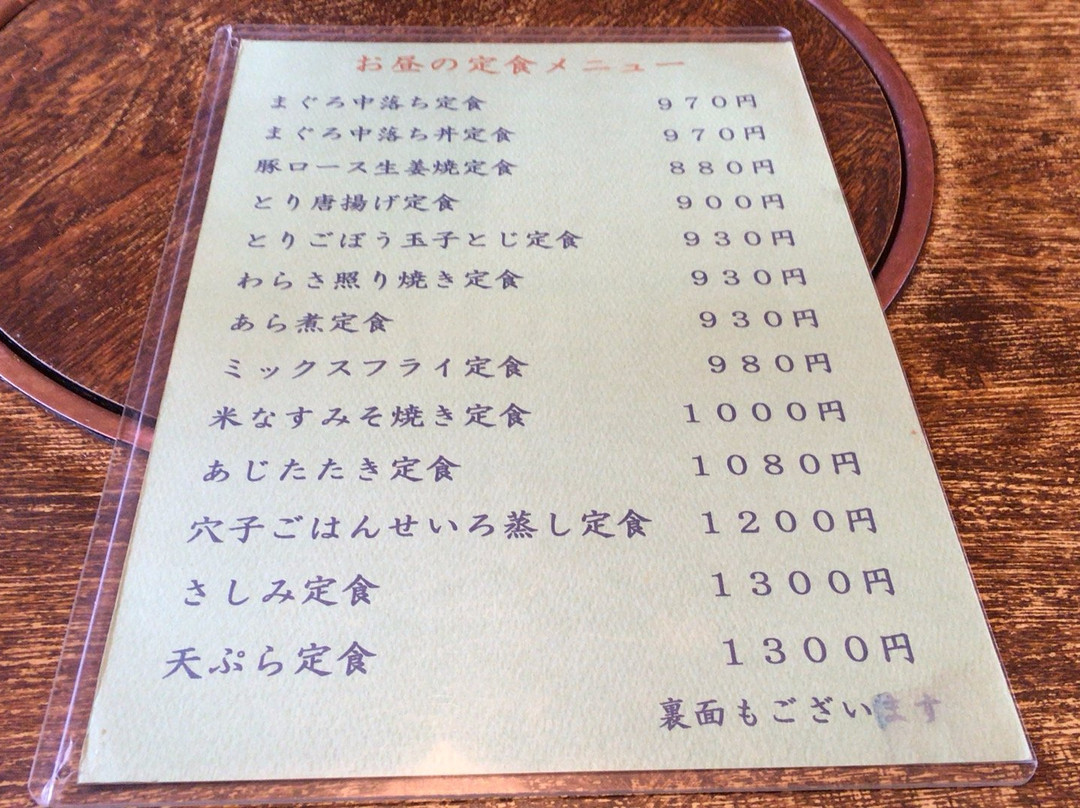 お昼の定食メニュー
まぐろ中落ち定食 970円
まぐろ中落ち丼定食 970円
豚ロース生姜焼定食 880円
とり唐揚げ定食 900円
とりごぼう玉子とじ定食 930円
わらさ照り焼き定食 930円
あら煮定食 930円
ミックスフライ定食 980円
米なすみそ焼き定食 1000円
あじたたき定食 1080円
穴子ごはんせいろ蒸し定食 1200円
さしみ定食 1300円
天ぷら定食 1300円
裏面もございます